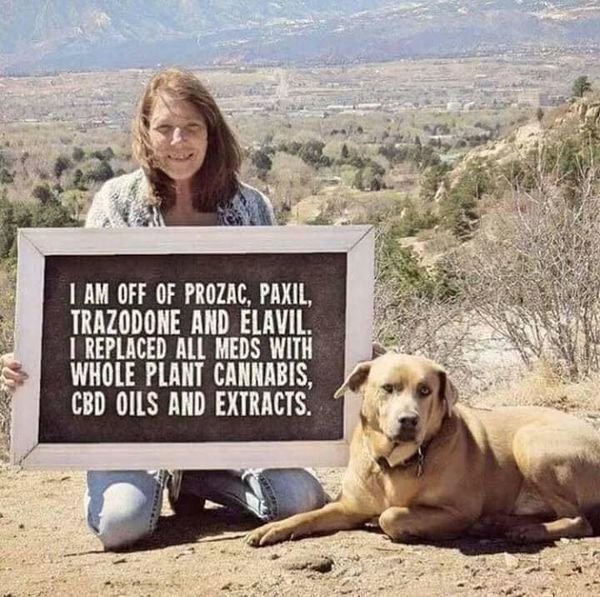 I AM OFF OF PROZAC, PAXIL,
TRAZODONE AND ELAVIL.
I REPLACED ALL MEDS WITH
WHOLE PLANT CANNABIS,
CBD OILS AND EXTRACTS.